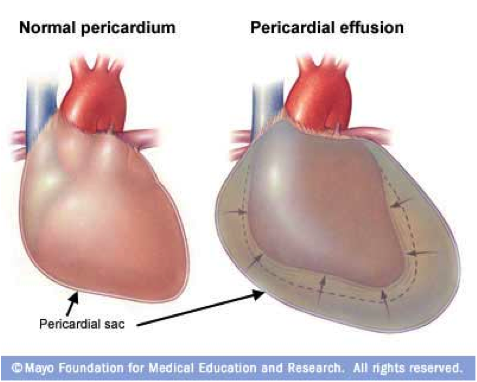 Normal pericardium
Pericardial effusion
Pericardial sac
© Mayo Foundation for Medical Education and Research. All rights reserved.